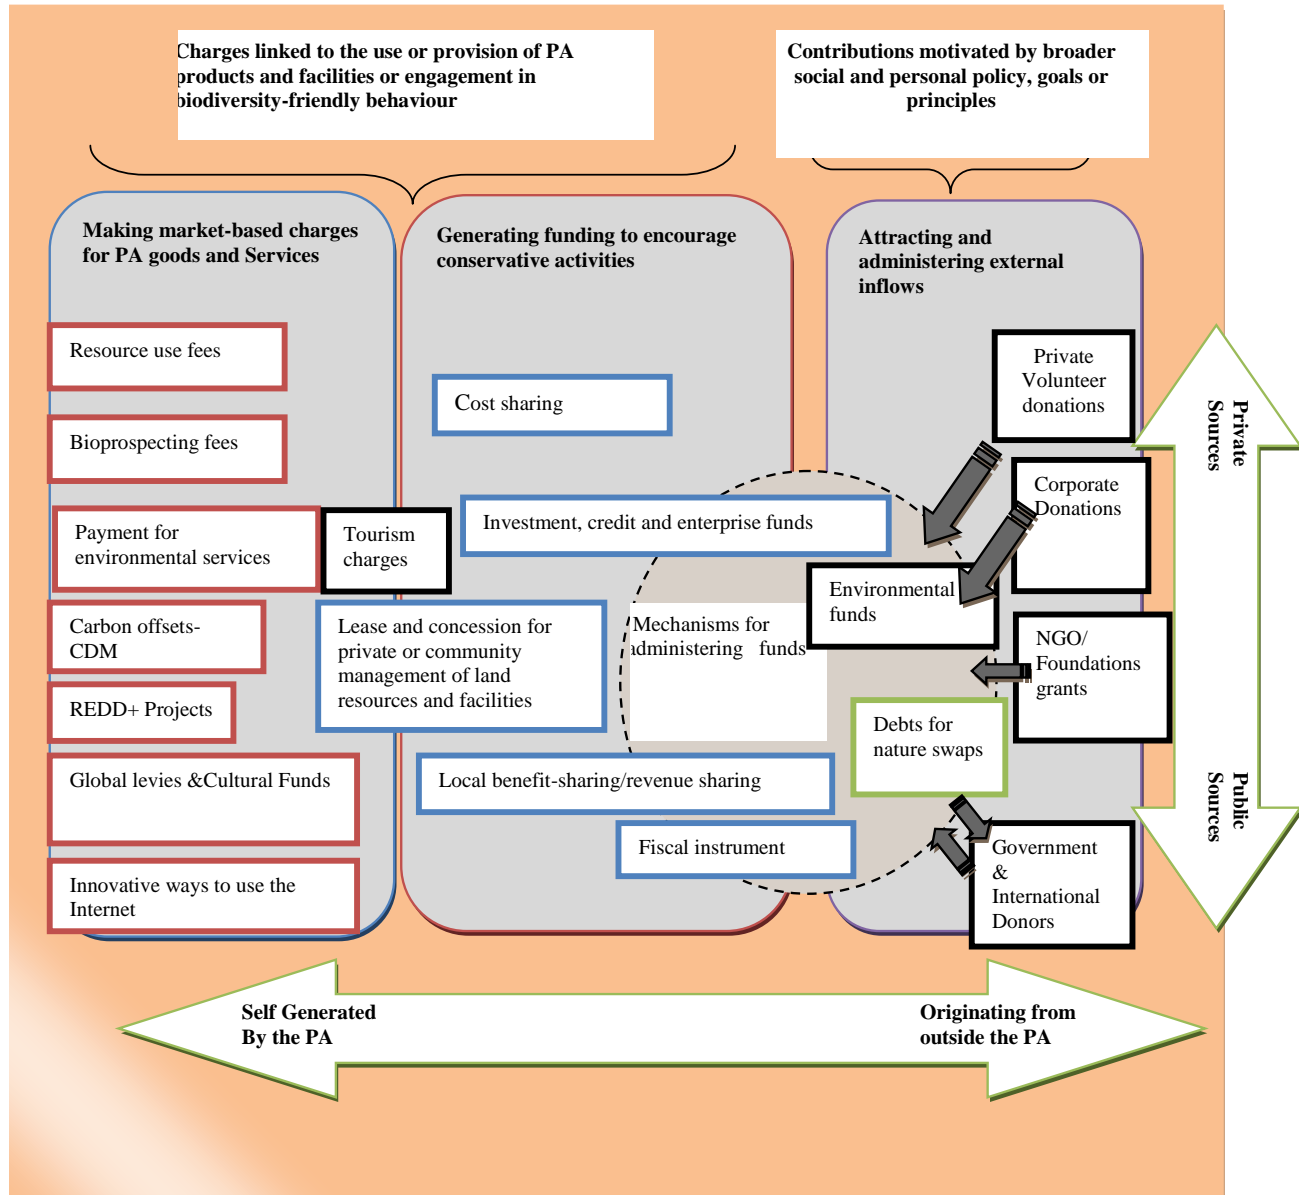 Charges linked to the use or provision of PA
products and facilities or engagement in
biodiversity-friendly behaviour
Contributions motivated by broader
social and personal policy, goals or
principles
Making market-based charges
for PA goods and Services
Generating funding to encourage
conservative activities
Attracting and
administering external
inflows
Resource use fees
Bioprospecting fees
Payment for
environmental services
Tourism
charges
Carbon offsets-
CDM
REDD+ Projects
Global levies &Cultural Funds
Innovative ways to use the
Internet
Cost sharing
Investment, credit and enterprise funds
Lease and concession for
private or community
management of land
resources and facilities
Local benefit-sharing/revenue sharing
Fiscal instrument
Mechanisms for
administering funds
Environmental
funds
Debts for
nature swaps
Private
Volunteer
donations
Corporate
Donations
NGO/
Foundations
grants
Government
&
International
Donors
Private
Sources
Public
Sources
Self Generated
By the PA
Originating from
outside the PA